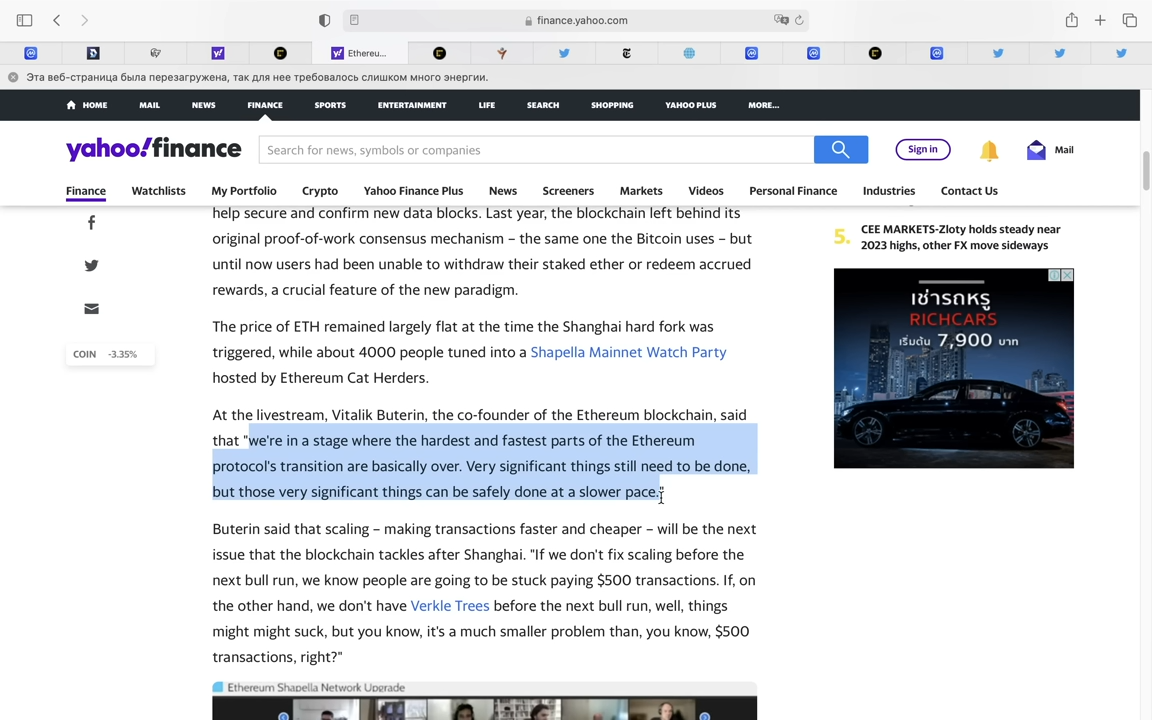 finance.yahoo.com
Ethereu...
Эта веб-страница была перезагружена, так для нее требовалось слишком много энергии.
HOME MAIL NEWS FINANCE SPORTS ENTERTAINMENT LIFE SEARCH SHOPPING YAHOO PLUS MORE...
yahoo!finance
Search for news, symbols or companies
Sign in
Mail
Finance Watchlists My Portfolio Crypto Yahoo Finance Plus News Screeners Markets Videos Personal Finance Industries Contact Us
help secure and confirm new data blocks. Last year, the blockchain left behind its
original proof-of-work consensus mechanism – the same one the Bitcoin uses – but
until now users had been unable to withdraw their staked ether or redeem accrued
rewards, a crucial feature of the new paradigm.
The price of ETH remained largely flat at the time the Shanghai hard fork was
triggered, while about 4000 people tuned into a Shapella Mainnet Watch Party
hosted by Ethereum Cat Herders.
COIN -3.35%
At the livestream, Vitalik Buterin, the co-founder of the Ethereum blockchain, said
that "we're in a stage where the hardest and fastest parts of the Ethereum
protocol's transition are basically over. Very significant things still need to be done,
but those very significant things can be safely done at a slower pace."
Buterin said that scaling – making transactions faster and cheaper – will be the next
issue that the blockchain tackles after Shanghai. "If we don't fix scaling before the
next bull run, we know people are going to be stuck paying $500 transactions. If, on
the other hand, we don't have Verkle Trees before the next bull run, well, things
might might suck, but you know, it's a much smaller problem than, you know, $500
transactions, right?"
Ethereum Shapella Network Upgrade
5. CEE MARKETS-Zloty holds steady near
2023 highs, other FX move sideways
เช่ารถหรู
RICHCARS
เริ่มต้น 7,900 บาท